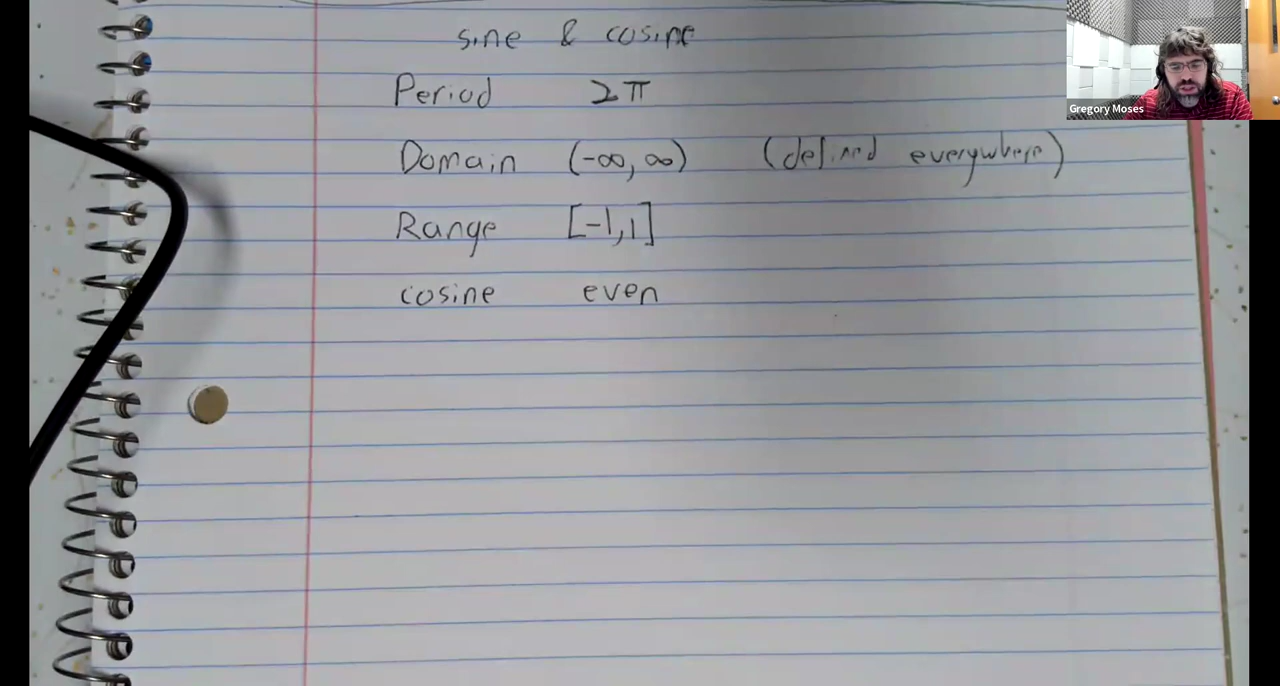 sine & cosine
Gregory Moses
Period 2π
Domain (-∞, ∞) (defined everywhere)
Range [-1,1]
cosine even